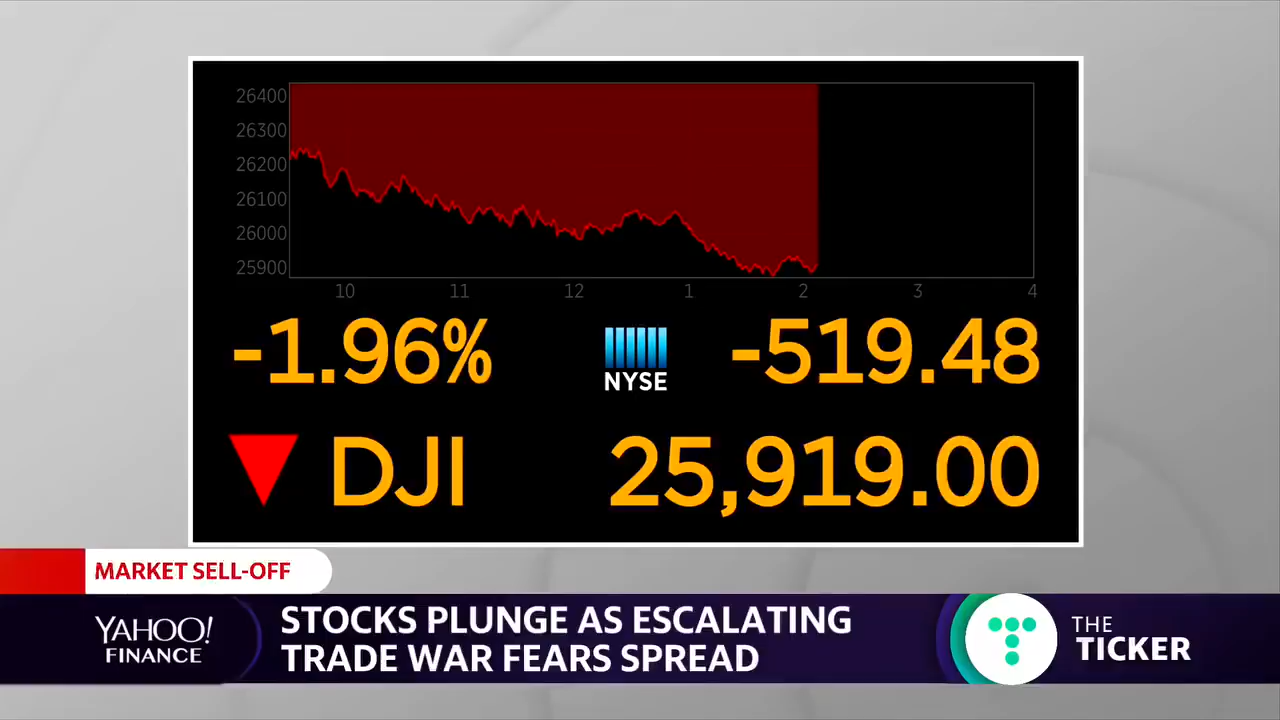 26400
26300
26200
26100
26000
25900
10 11 12 1 2 3 4
-1.96% NYSE -519.48
DJI 25,919.00
MARKET SELL-OFF
YAHOO!
FINANCE
STOCKS PLUNGE AS ESCALATING
TRADE WAR FEARS SPREAD
THE
TICKER